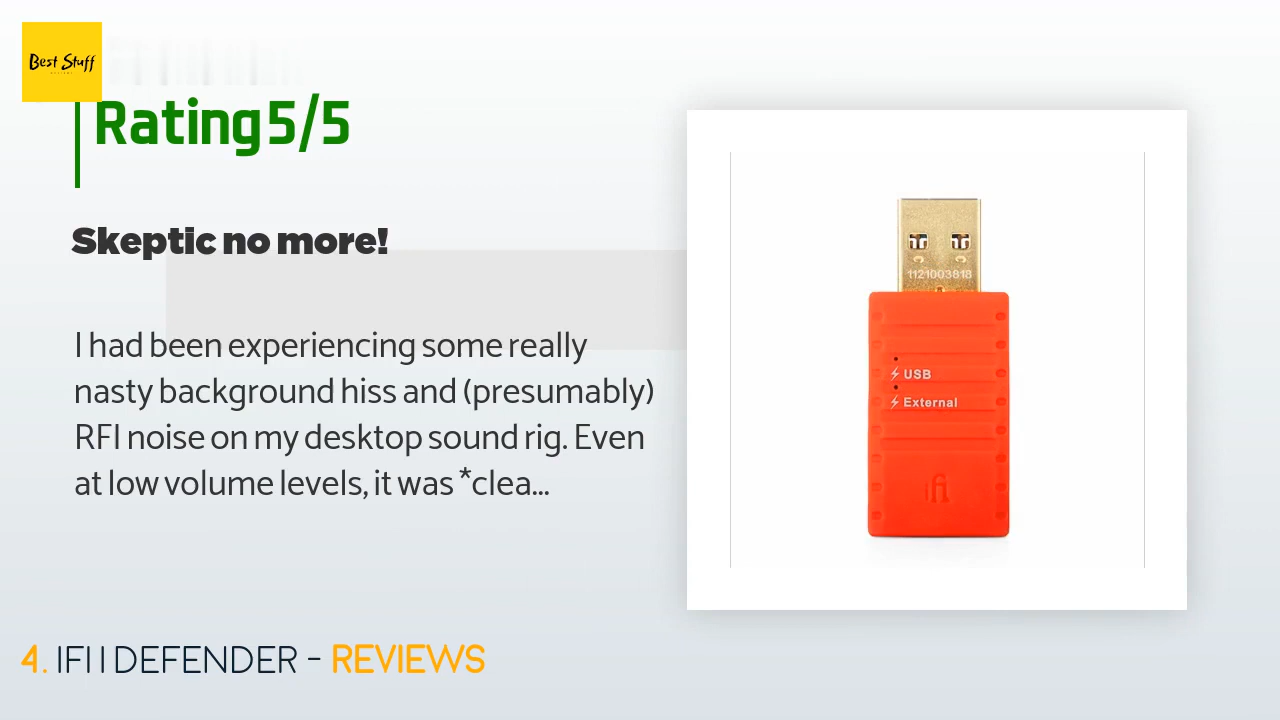 Best Stuff
Rating 5/5
Skeptic no more!
I had been experiencing some really
nasty background hiss and (presumably)
RFI noise on my desktop sound rig. Even
at low volume levels, it was *clea...
1121003818
USB
External
ifi
4. IFI I DEFENDER - REVIEWS